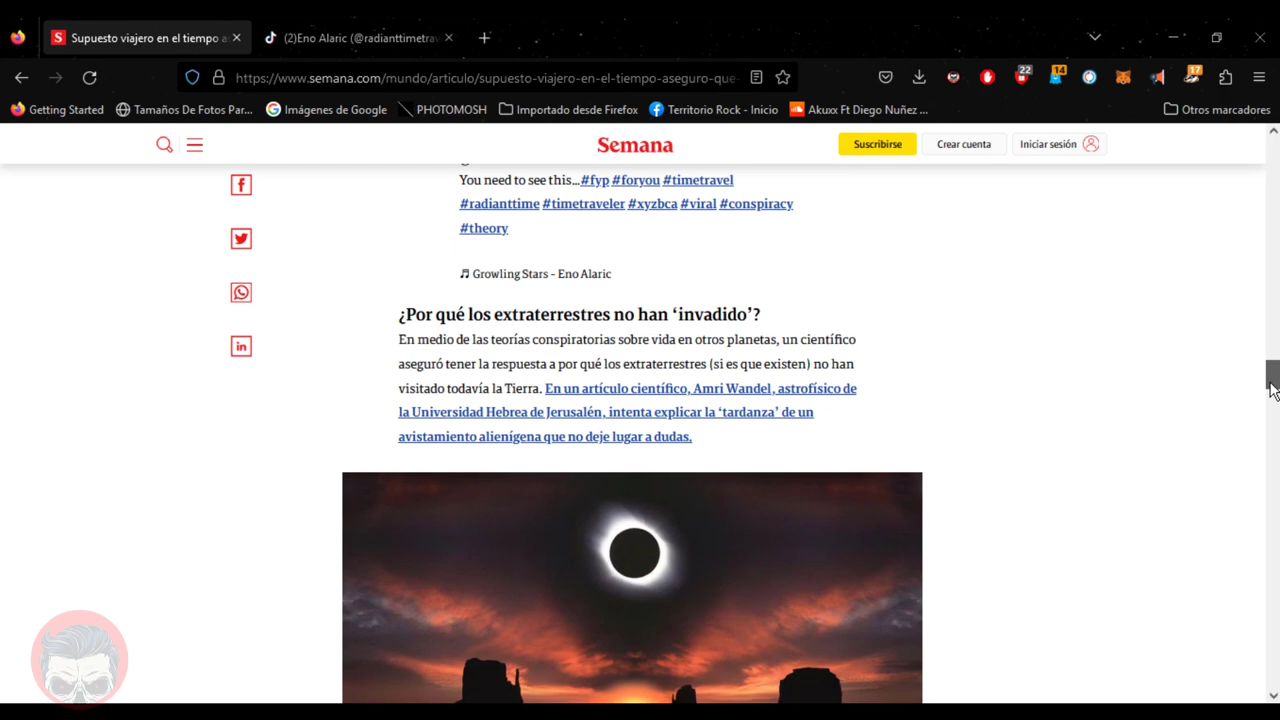 Supuesto viajero en el tiempo a
(2)Eno Alaric (@radianttimetrav
https://www.semana.com/mundo/articulo/supuesto-viajero-en-el-tiempo-aseguro-que-
22
14
17
Getting Started
Tamaños De Fotos Par...
Imágenes de Google
PHOTOMOSH
Importado desde Firefox
Territorio Rock - Inicio
Akuxx Ft Diego Nuñez ...
Otros marcadores
Semana
Suscribirse
Crear cuenta
Iniciar sesión
You need to see this...#fyp #foryou #timetravel
#radianttime #timetraveler #xyzbca #viral #conspiracy
#theory
♬ Growling Stars - Eno Alaric
¿Por qué los extraterrestres no han ‘invadido’?
En medio de las teorías conspiratorias sobre vida en otros planetas, un científico
aseguró tener la respuesta a por qué los extraterrestres (si es que existen) no han
visitado todavía la Tierra. En un artículo científico, Amri Wandel, astrofísico de
la Universidad Hebrea de Jerusalén, intenta explicar la ‘tardanza’ de un
avistamiento alienígena que no deje lugar a dudas.